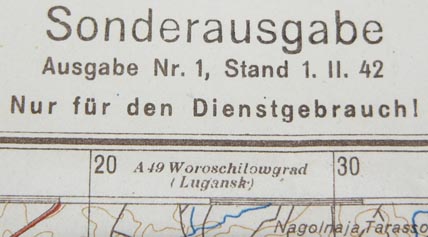 Sonderausgabe
Ausgabe Nr. 1, Stand 1. II. 42
Nur für den Dienstgebrauch!
20 A 49 Woroschilowgrad 30
(Lugansk)
Nagolnaja Tarasso